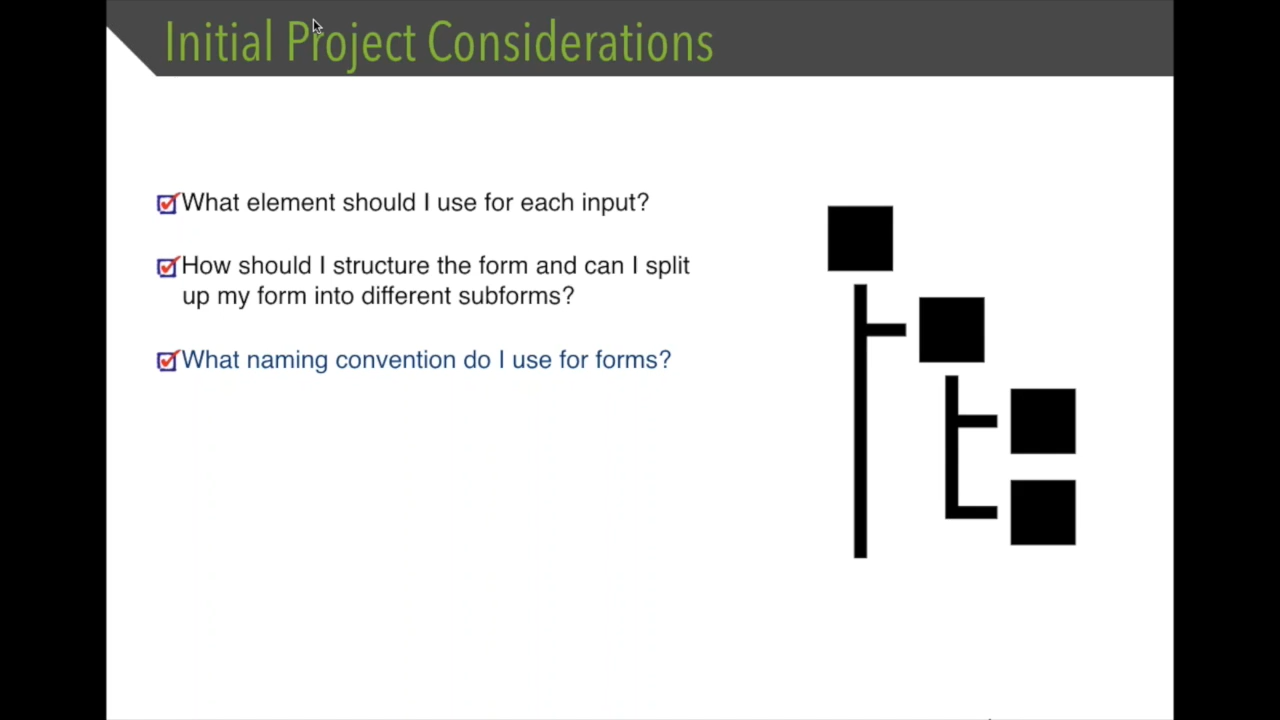 Initial Project Considerations
What element should I use for each input?
How should I structure the form and can I split
up my form into different subforms?
What naming convention do I use for forms?